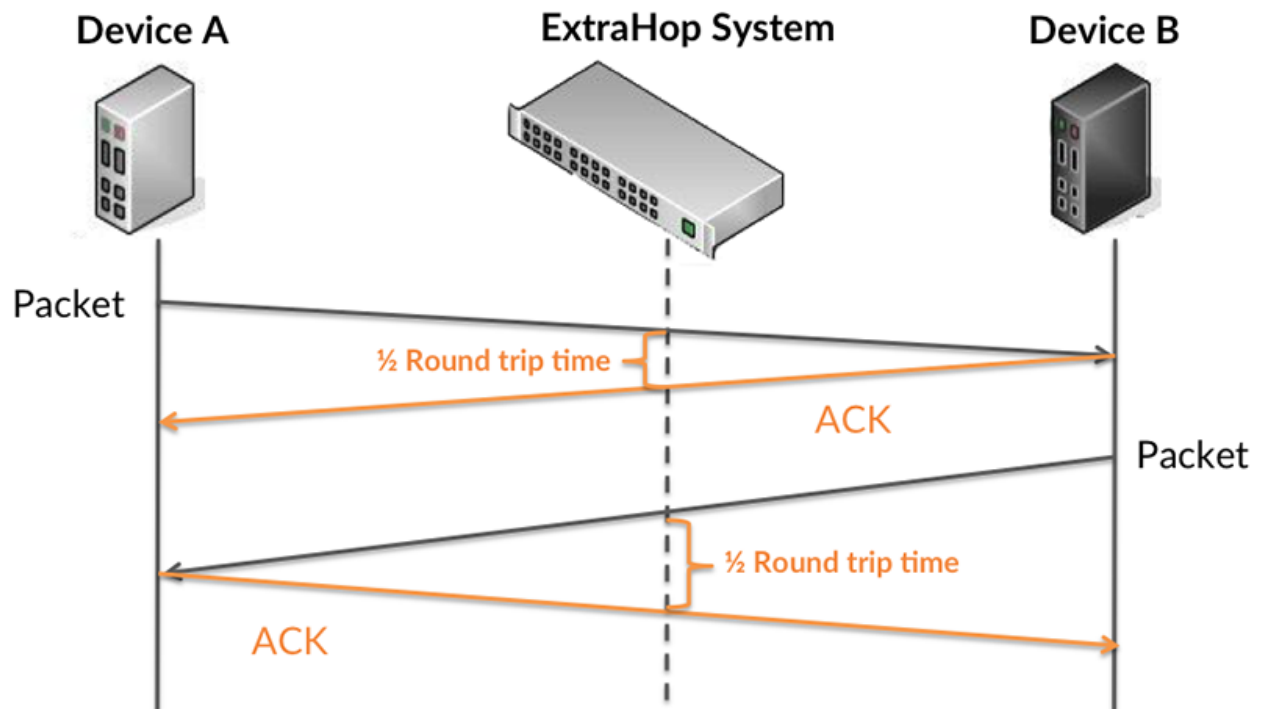 Device A
ExtraHop System
Device B
Packet
½ Round trip time
ACK
Packet
½ Round trip time
ACK